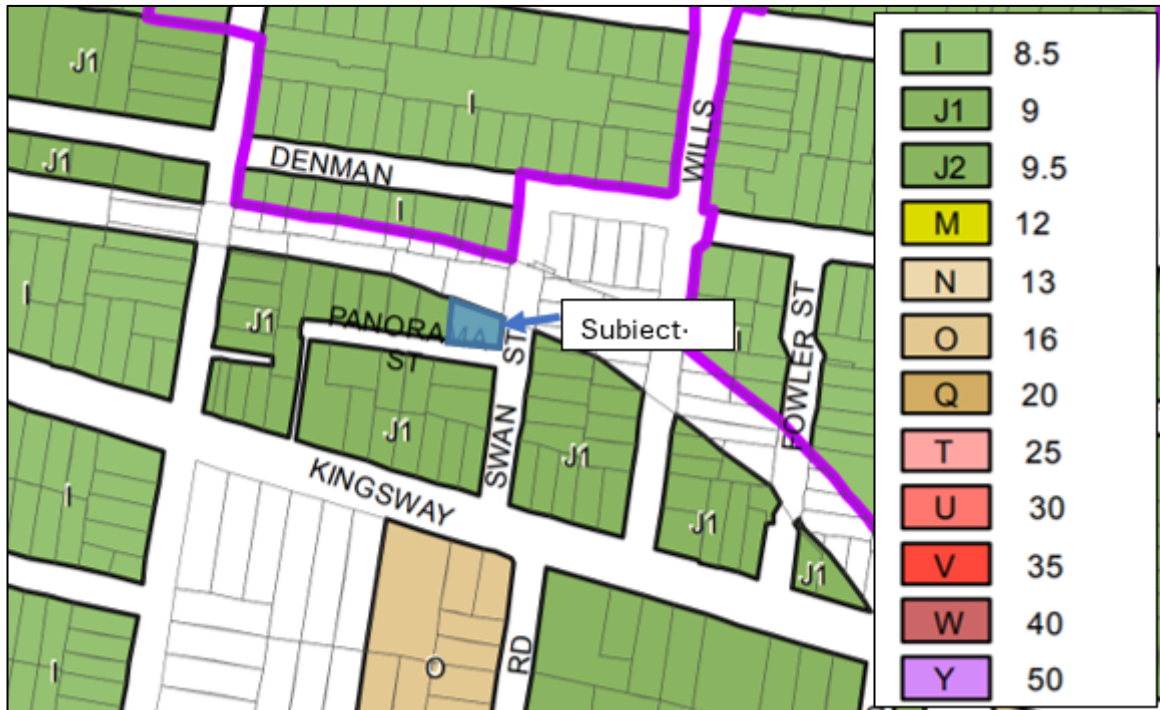 J1
I
J1
DENMAN
WILLS
I
I
J1
PANORAMA
ST
Subiect·
SWAN ST
I
FOWLER ST
J1
J1
KINGSWAY
I
J1
J1
O
RD
I
I 8.5
J1 9
J2 9.5
M 12
N 13
O 16
Q 20
T 25
U 30
V 35
W 40
Y 50